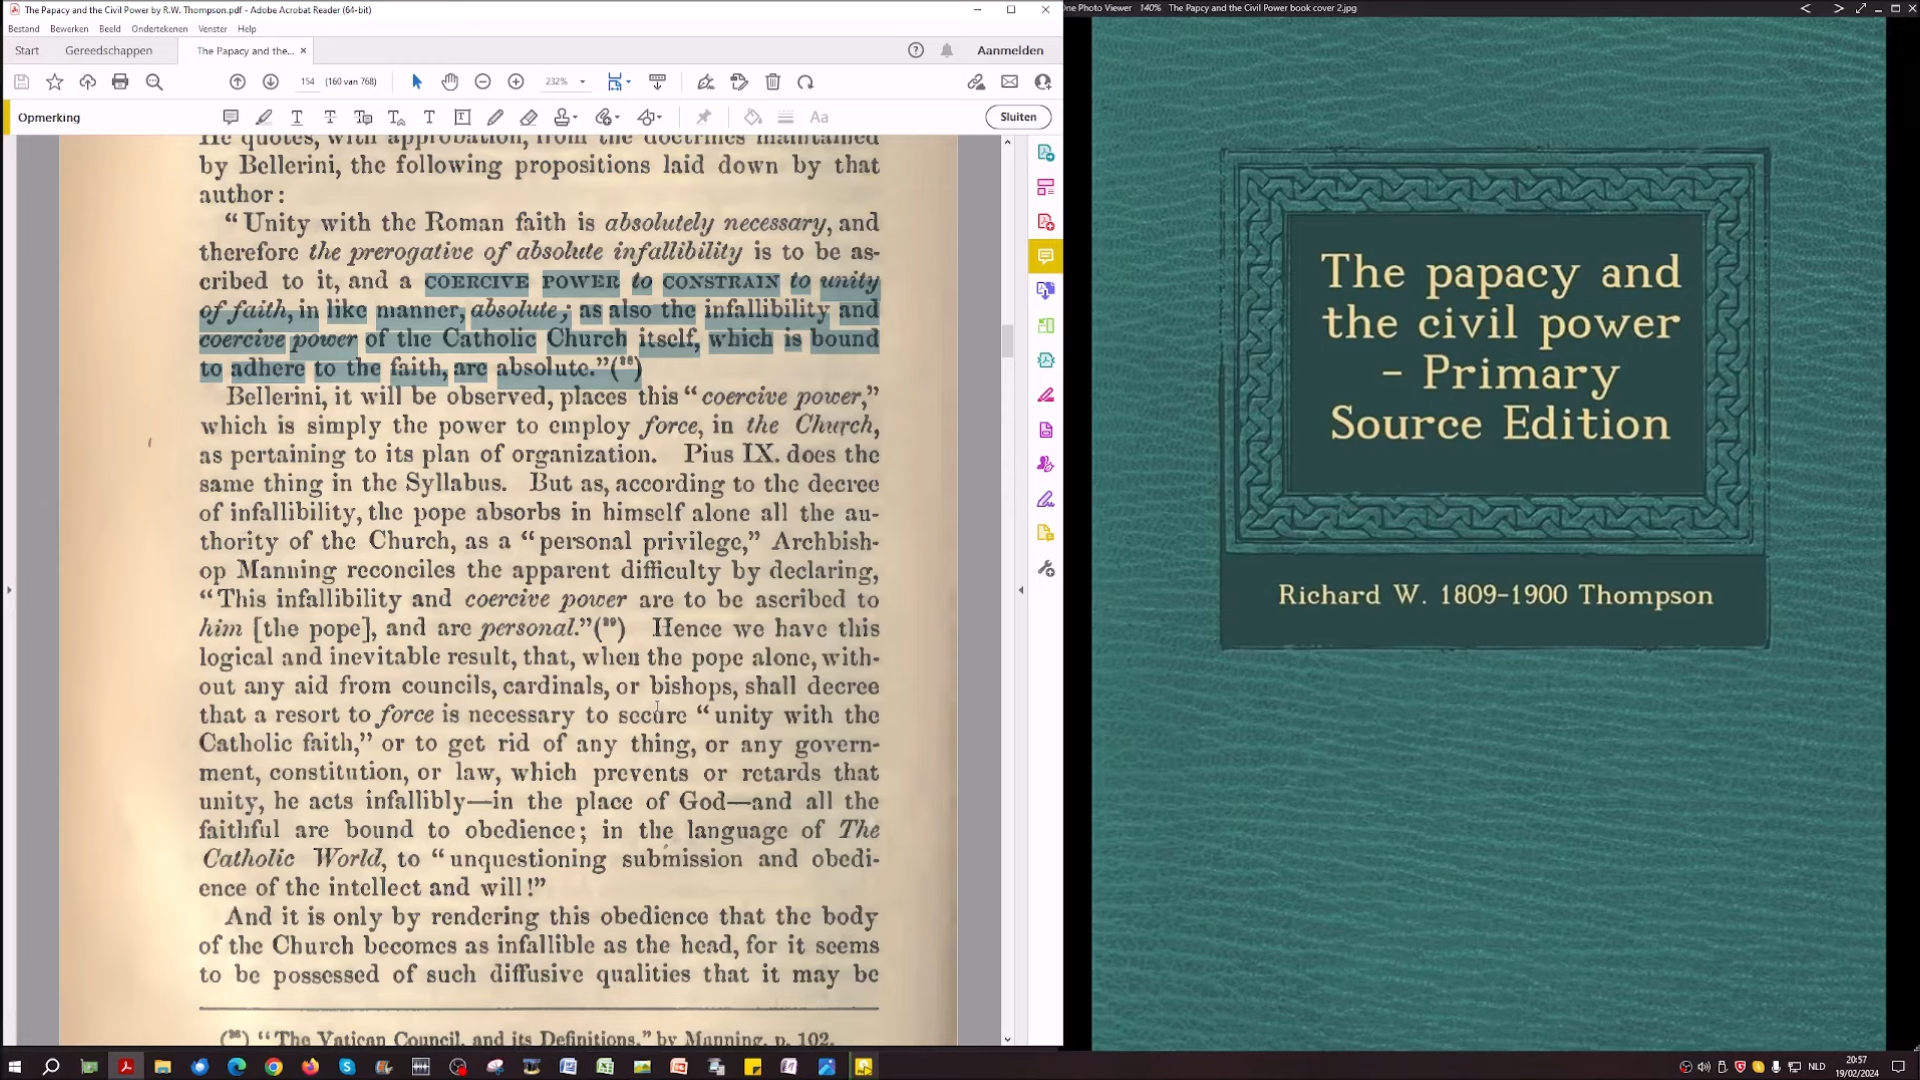 The Papacy and the Civil Power by R.W. Thompson.pdf - Adobe Acrobat Reader (64-bit)
Bestand Bewerken Beeld Ondertekenen Venster Help
Start Gereedschappen The Papacy and the... × Aanmelden
154 (160 van 768) 232%
Opmerking Sluiten
He quotes, with approbation, from the doctrines maintained
by Bellerini, the following propositions laid down by that
author:
"Unity with the Roman faith is absolutely necessary, and
therefore the prerogative of absolute infallibility is to be as-
cribed to it, and a COERCIVE POWER to CONSTRAIN to unity
of faith, in like manner, absolute; as also the infallibility and
coercive power of the Catholic Church itself, which is bound
to adhere to the faith, are absolute."(28)
Bellerini, it will be observed, places this "coercive power,"
which is simply the power to employ force, in the Church,
as pertaining to its plan of organization. Pius IX. does the
same thing in the Syllabus. But as, according to the decree
of infallibility, the pope absorbs in himself alone all the au-
thority of the Church, as a "personal privilege," Archbish-
op Manning reconciles the apparent difficulty by declaring,
"This infallibility and coercive power are to be ascribed to
him [the pope], and are personal."(29) Hence we have this
logical and inevitable result, that, when the pope alone, with-
out any aid from councils, cardinals, or bishops, shall decree
that a resort to force is necessary to secure "unity with the
Catholic faith," or to get rid of any thing, or any govern-
ment, constitution, or law, which prevents or retards that
unity, he acts infallibly—in the place of God—and all the
faithful are bound to obedience; in the language of The
Catholic World, to "unquestioning submission and obedi-
ence of the intellect and will!"
And it is only by rendering this obedience that the body
of the Church becomes as infallible as the head, for it seems
to be possessed of such diffusive qualities that it may be
"The Vatican Council, and its Definitions," by Manning, p. 102.
One Photo Viewer 140% The Papcy and the Civil Power book cover 2.jpg
The papacy and
the civil power
- Primary
Source Edition
Richard W. 1809-1900 Thompson
NLD
20:57
19/02/2024